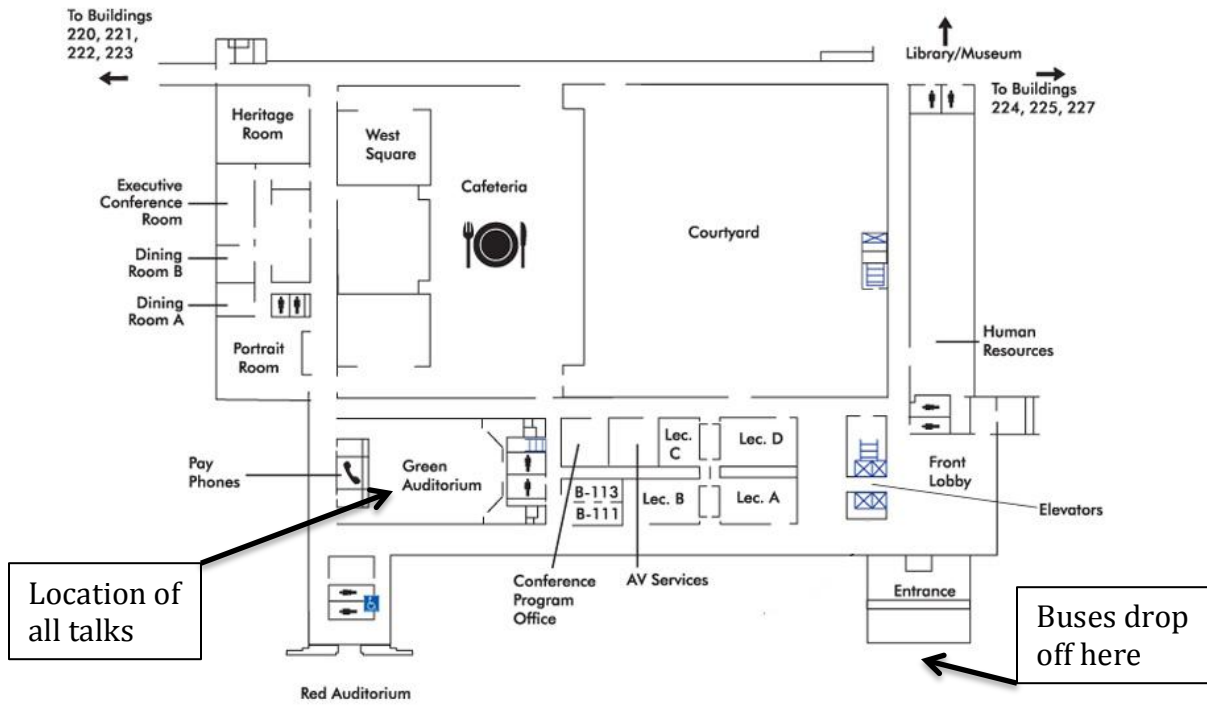 To Buildings
220, 221,
222, 223
Library/Museum
To Buildings
224, 225, 227
Heritage
Room
West
Square
Cafeteria
Executive
Conference
Room
Courtyard
Dining
Room B
Dining
Room A
Human
Resources
Portrait
Room
Pay
Phones
Green
Auditorium
Lec.
C
Lec. D
B-113
B-111
Lec. B
Lec. A
Front
Lobby
Elevators
Location of
all talks
Conference
Program
Office
AV Services
Entrance
Buses drop
off here
Red Auditorium